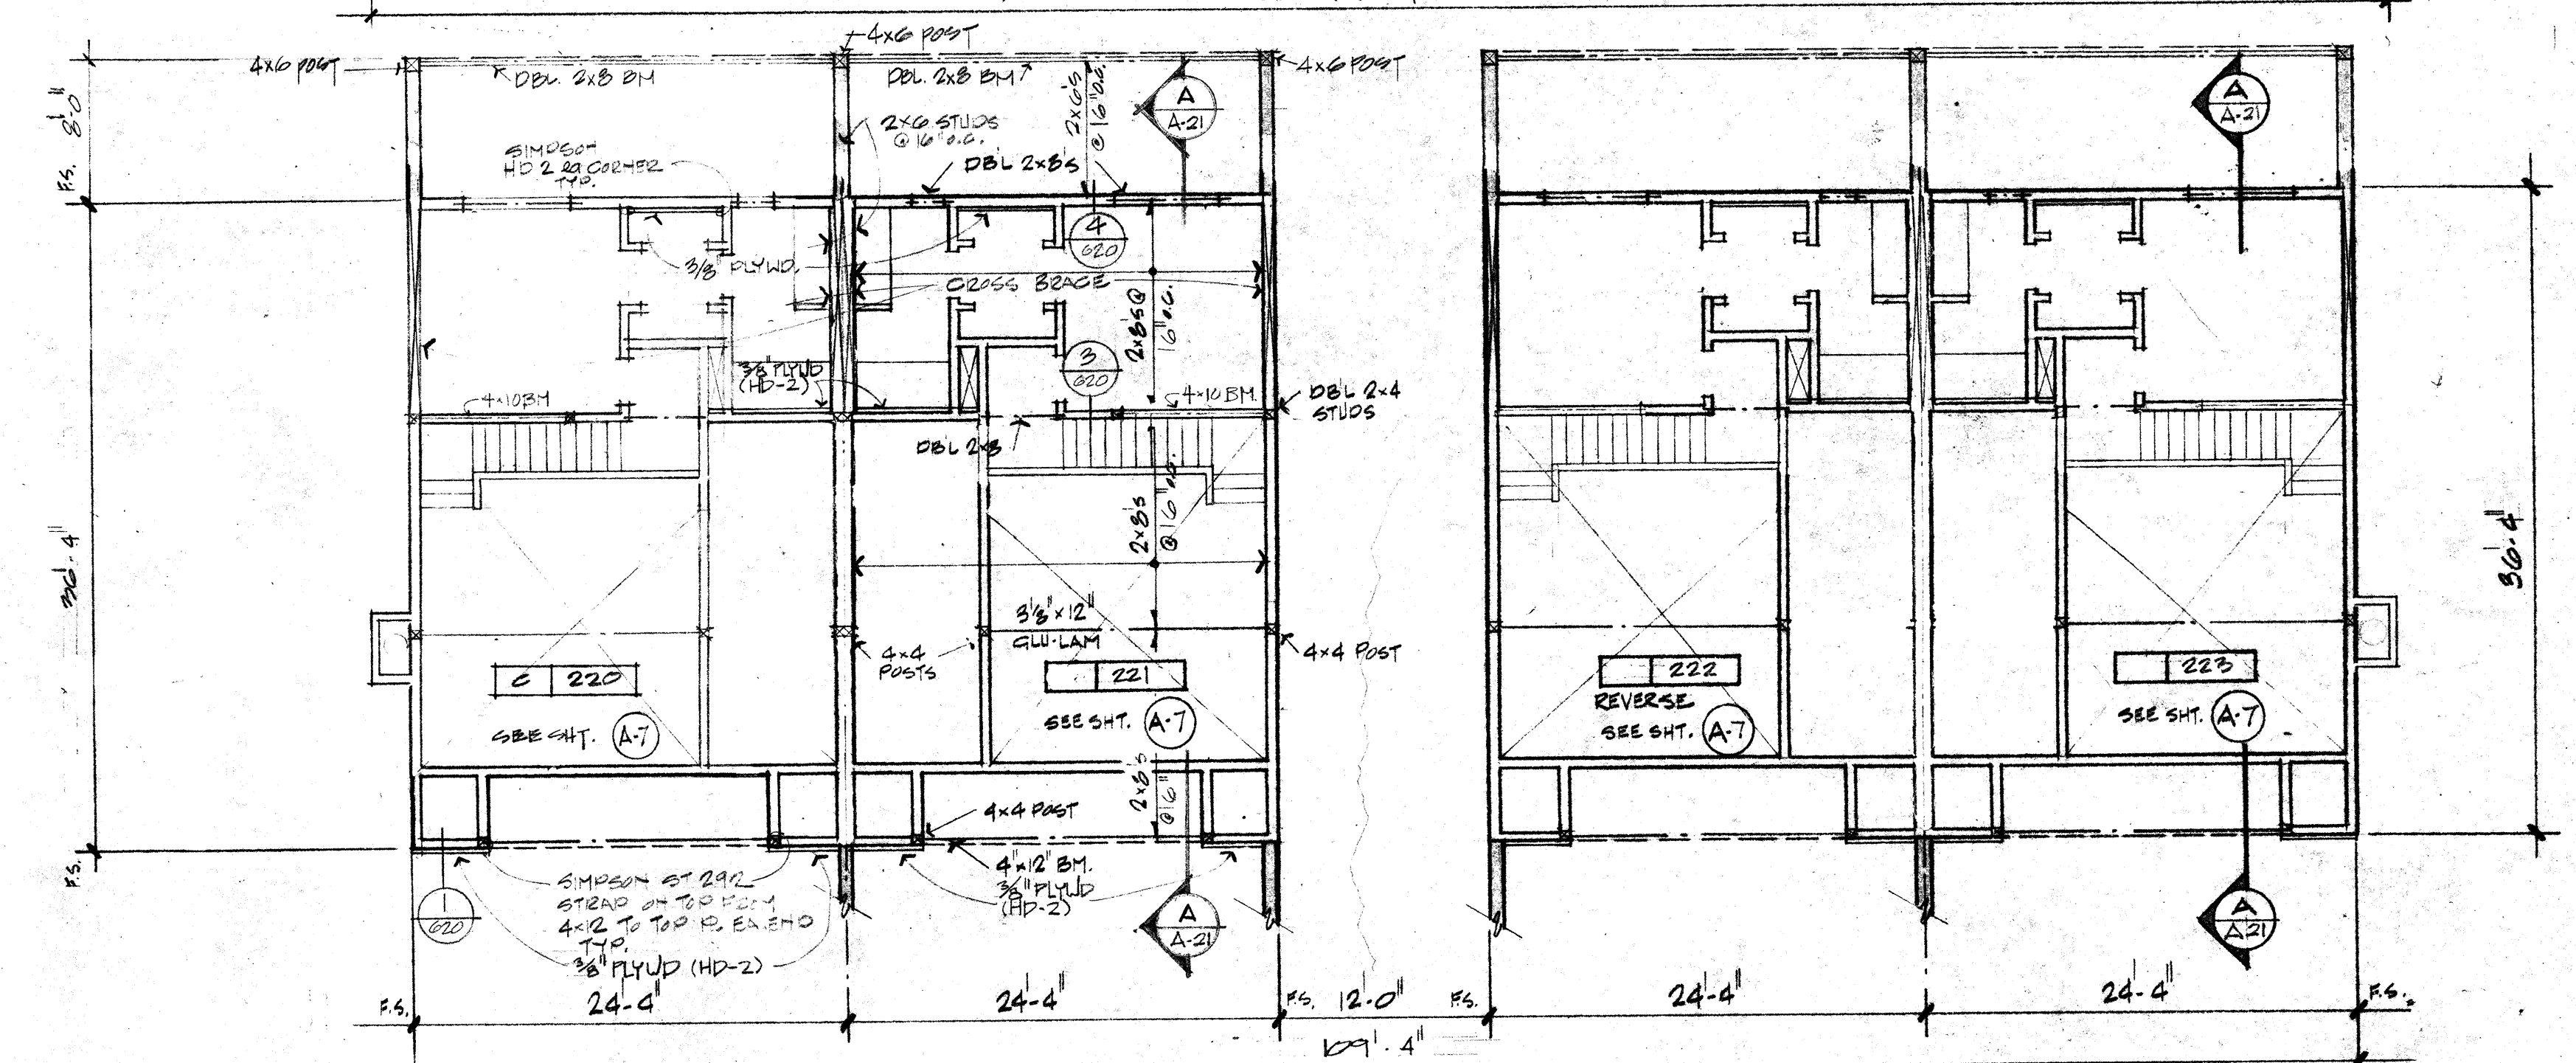 4x6 POST
4x6 POST
DBL. 2x8 BM
DBL. 2x8 BM
4x6 POST
8'-0"
F.S.
2x6'S
@ 16" O.C.
A
A-21
A
A-21
2x6 STUDS
@ 16" O.C.
SIMPSON
HD 2 ea CORNER
TYP.
DB'L 2x8's
4
620
3/8" PLYWD.
CROSS BRACE
2x8's @
16" O.C.
3
620
3/8" PLYWD
(HD-2)
4x10 BM
4x10 BM.
DB'L 2x4
STUDS
DBL 2x8
2x8's
@ 16" O.C.
36'-4"
36'-4"
3 1/8" x 12"
GLU-LAM
4x4
POSTS
4x4 POST
C 220
221
222
223
REVERSE
SEE SHT. A-7
SEE SHT. A-7
SEE SHT. A-7
SEE SHT. A-7
2x8's
@ 16"
4x4 POST
F.S.
4"x12" BM.
3/8" PLYWD
(HD-2)
SIMPSON ST 292
STRAP ON TOP FROM
4x12 TO TOP PL EA. END
TYP.
3/8" PLYWD (HD-2)
620
A
A-21
A
A-21
F.S. 24'-4" 24'-4" F.S. 12'-0" F.S. 24'-4" 24'-4" F.S.
109'-4"